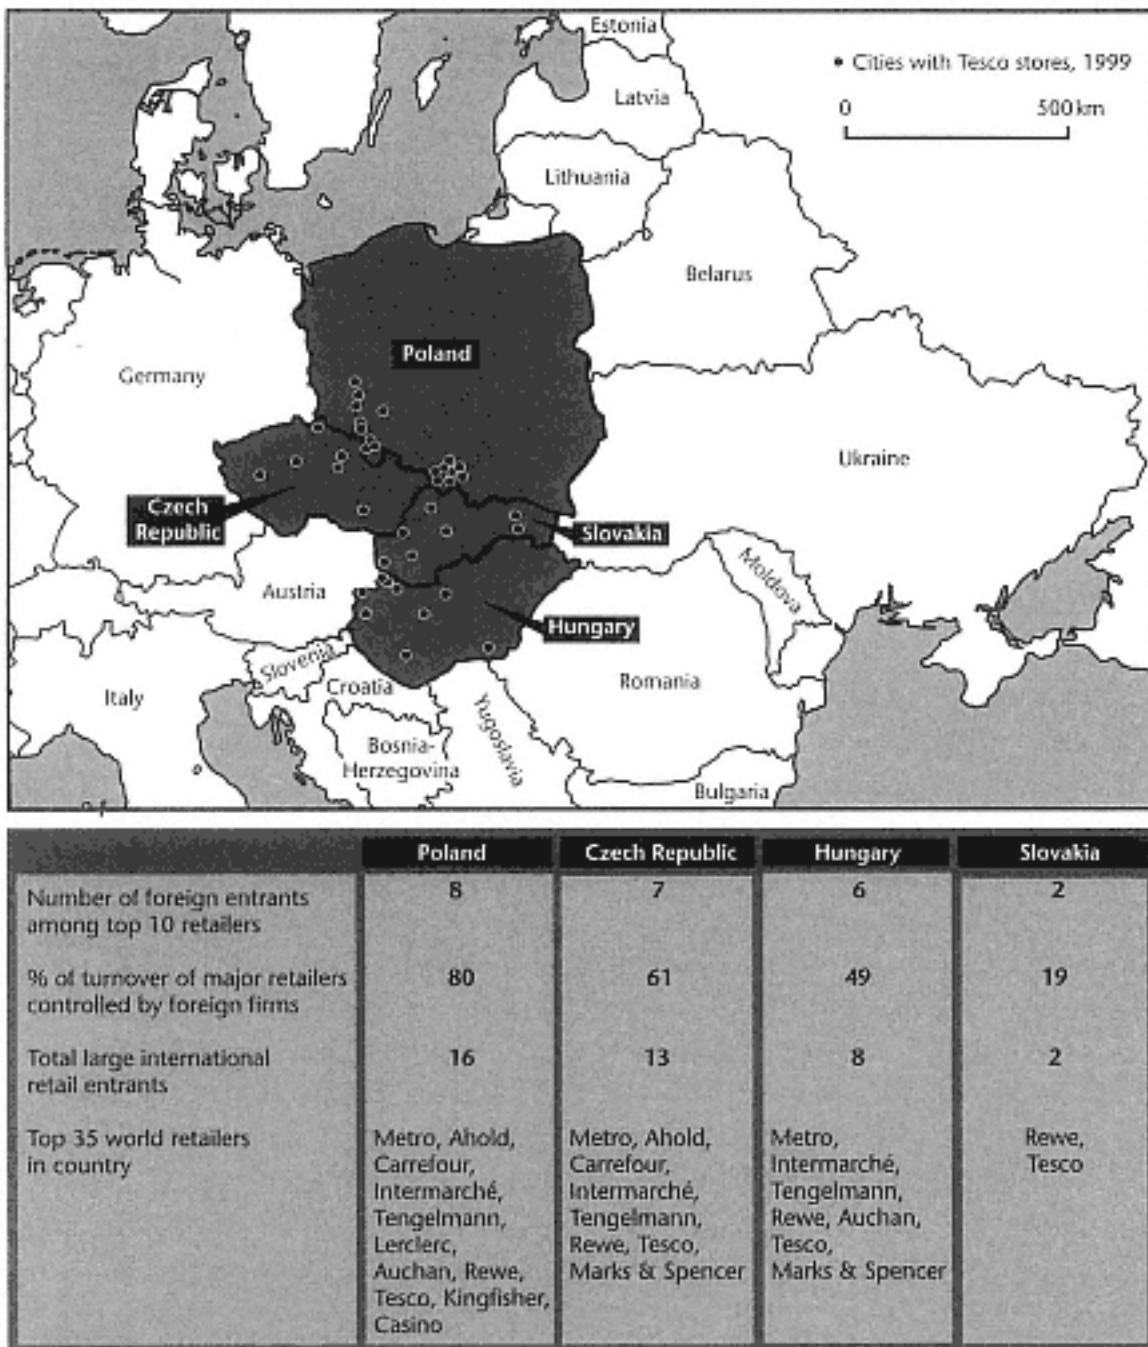 Estonia
• Cities with Tesco stores, 1999
0 500 km
Latvia
Lithuania
Belarus
Poland
Germany
Ukraine
Czech
Republic
Slovakia
Moldova
Austria
Hungary
Slovenia
Romania
Croatia
Italy
Yugoslavia
Bosnia-
Herzegovina
Bulgaria
Poland Czech Republic Hungary Slovakia
Number of foreign entrants
among top 10 retailers
8 7 6 2
% of turnover of major retailers
controlled by foreign firms
80 61 49 19
Total large international
retail entrants
16 13 8 2
Top 35 world retailers
in country
Metro, Ahold,
Carrefour,
Intermarché,
Tengelmann,
Lerclerc,
Auchan, Rewe,
Tesco, Kingfisher,
Casino
Metro, Ahold,
Carrefour,
Intermarché,
Tengelmann,
Rewe, Tesco,
Marks & Spencer
Metro,
Intermarché,
Tengelmann,
Rewe, Auchan,
Tesco,
Marks & Spencer
Rewe,
Tesco